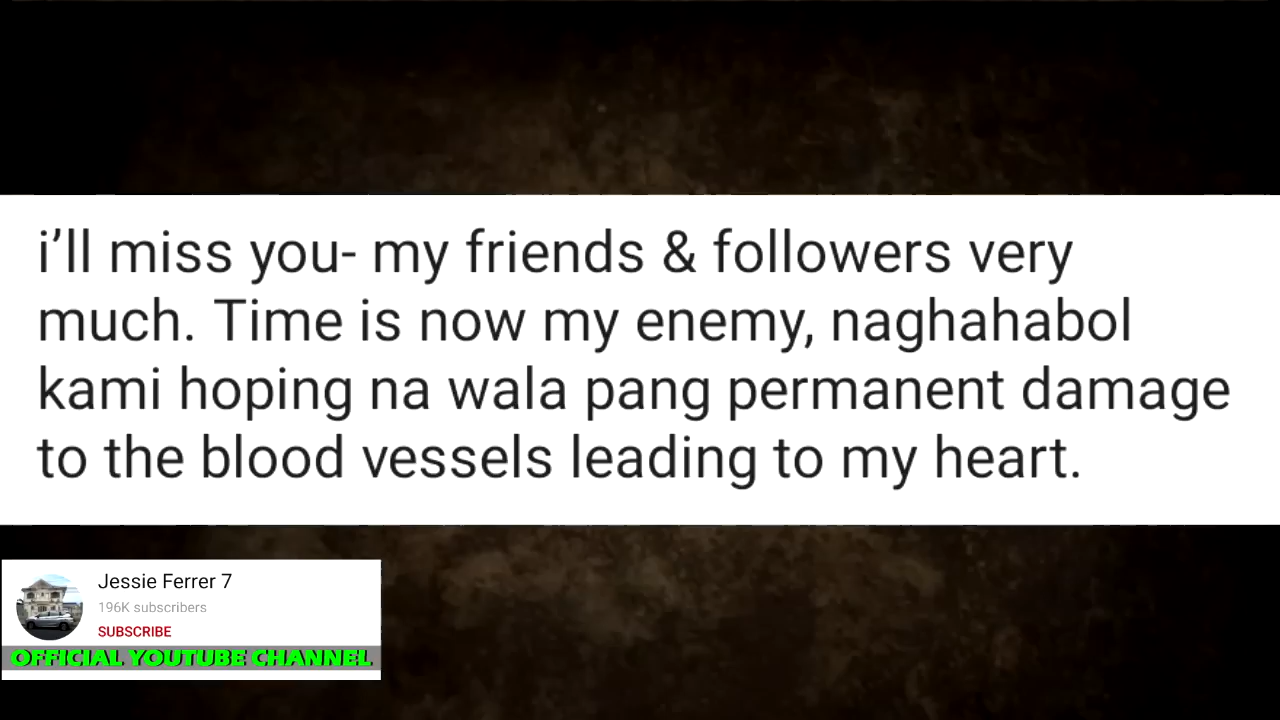 i’ll miss you- my friends & followers very
much. Time is now my enemy, naghahabol
kami hoping na wala pang permanent damage
to the blood vessels leading to my heart.
Jessie Ferrer 7
196K subscribers
SUBSCRIBE
OFFICIAL YOUTUBE CHANNEL